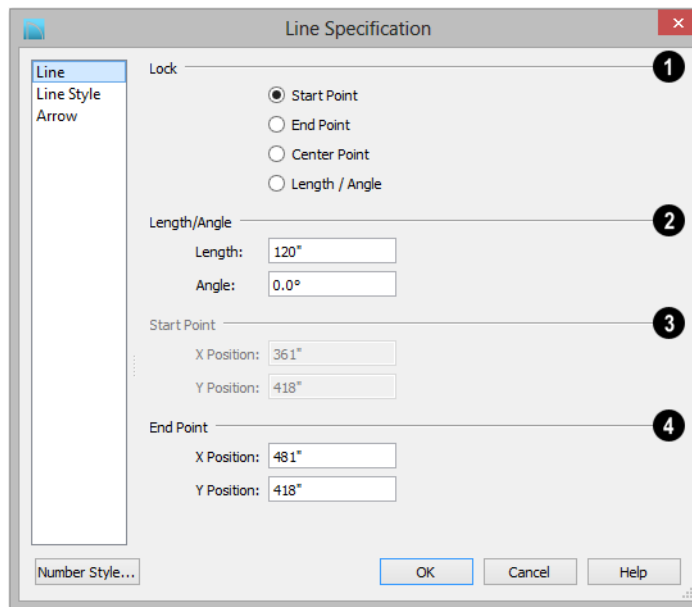 Line Specification
Line
Line Style
Arrow
Lock
1
Start Point
End Point
Center Point
Length / Angle
Length/Angle
2
Length: 120"
Angle: 0.0°
Start Point
3
X Position: 361"
Y Position: 418"
End Point
4
X Position: 481"
Y Position: 418"
Number Style...
OK
Cancel
Help